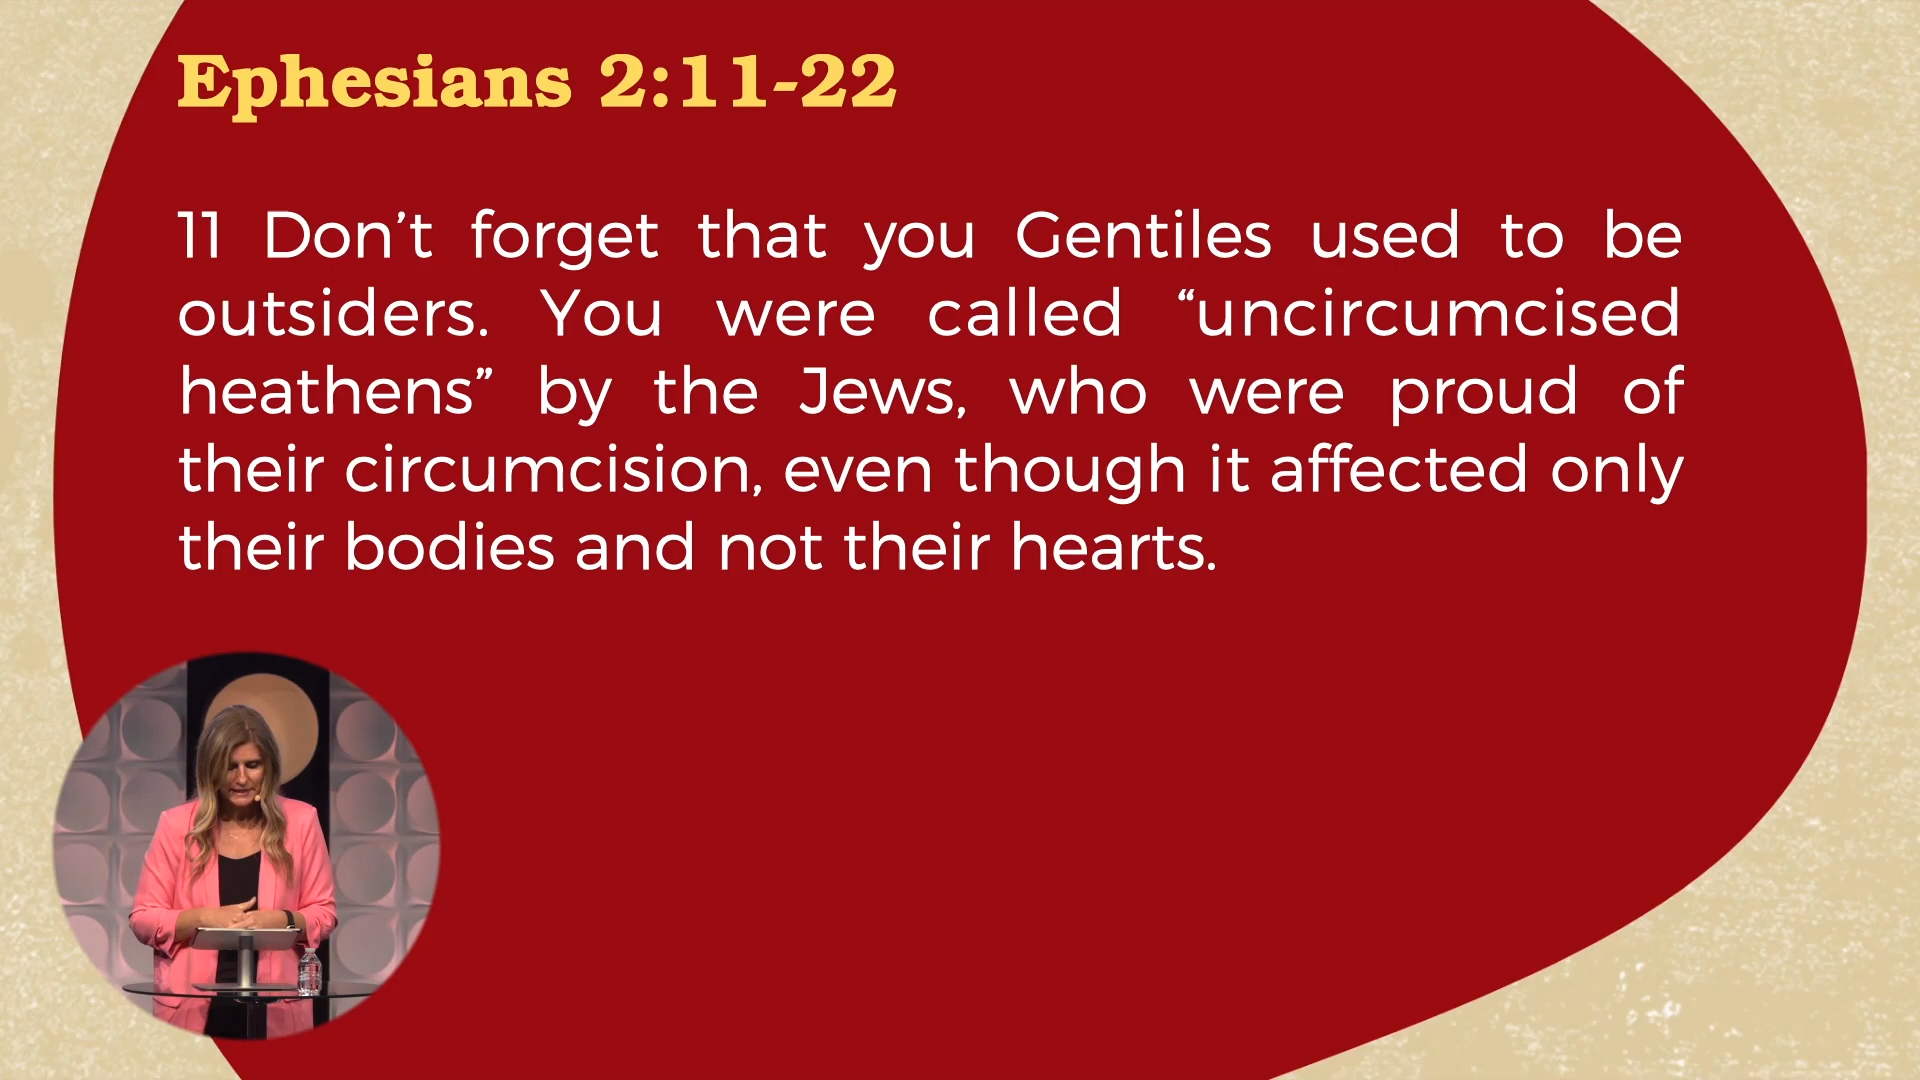 Ephesians 2:11-22
11 Don’t forget that you Gentiles used to be
outsiders. You were called “uncircumcised
heathens” by the Jews, who were proud of
their circumcision, even though it affected only
their bodies and not their hearts.